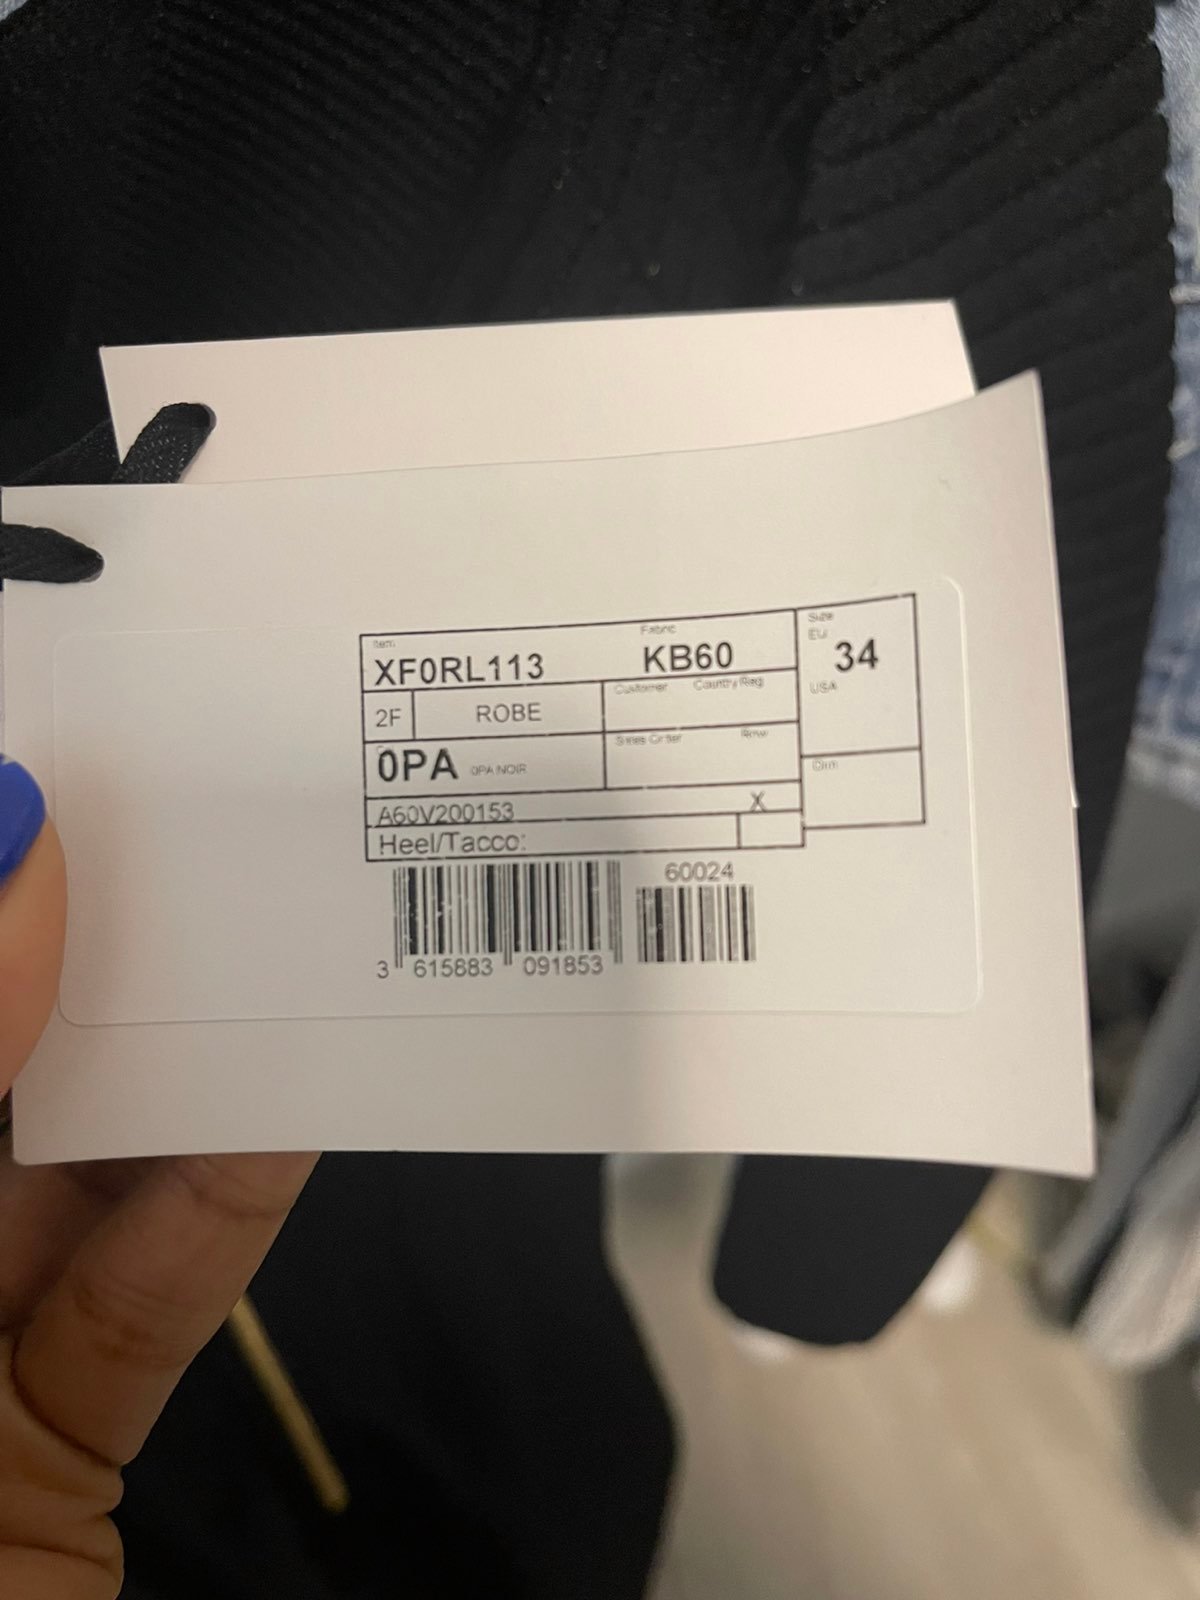 Item Fabric
XF0RL113 KB60
Size
EU 34
USA
2F ROBE
Customer Country Reg
0PA 0PA NOIR
Sales Order Row
Dim
A60V200153 X
Heel/Tacco:
60024
3 615883 091853